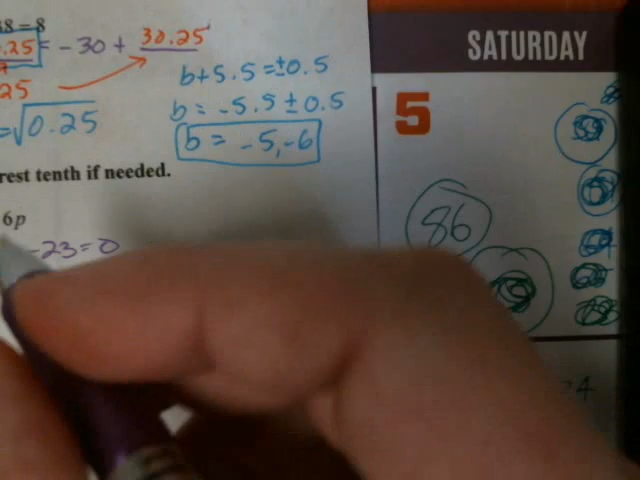 38 - 8
.25 = -30 + 30.25
25
b+5.5 = ±0.5
= √0.25
b = -5.5 ± 0.5
b = -5, -6
rest tenth if needed.
6p
-23=0
SATURDAY
5
86
24